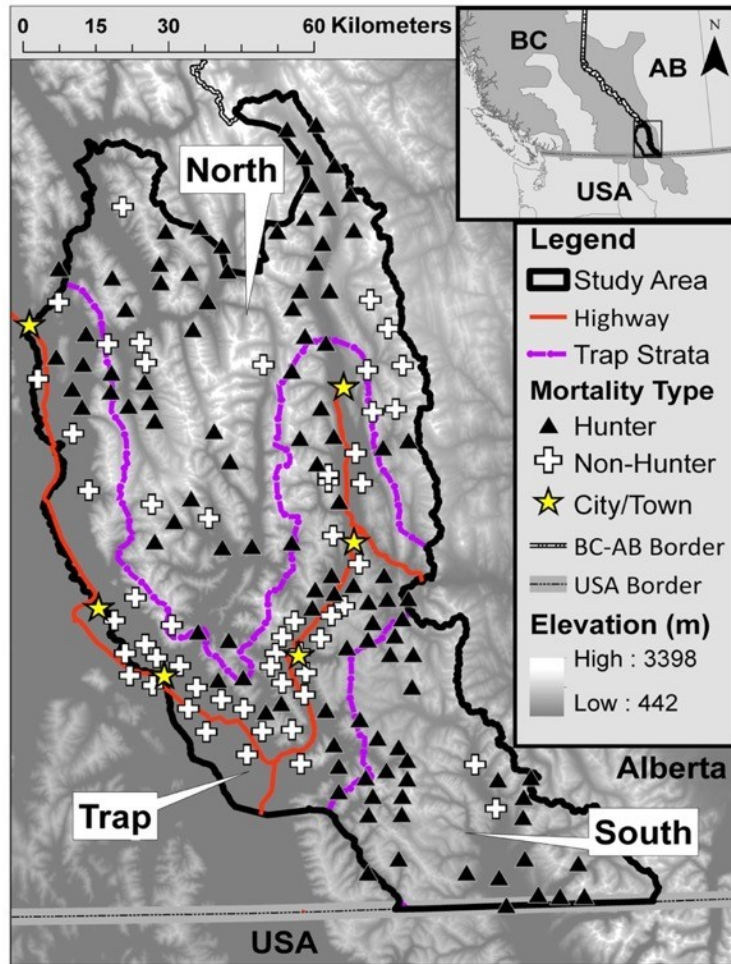 0 15 30 60 Kilometers
N
BC
AB
USA
North
Legend
Study Area
Highway
Trap Strata
Mortality Type
Hunter
Non-Hunter
City/Town
BC-AB Border
USA Border
Elevation (m)
High : 3398
Low : 442
Alberta
Trap
South
USA